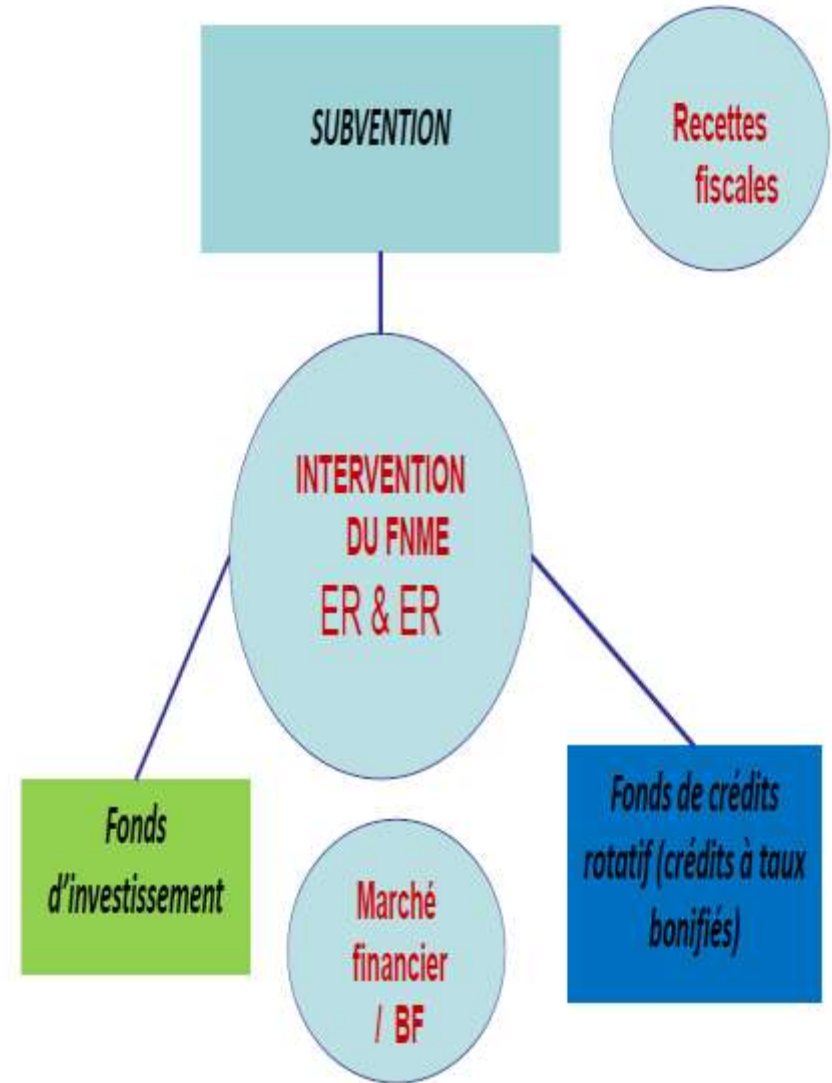 SUBVENTION
Recettes
fiscales
INTERVENTION
DU FNME
ER & ER
Fonds
d'investissement
Marché
financier
/ BF
Fonds de crédits
rotatif (crédits à taux
bonifiés)